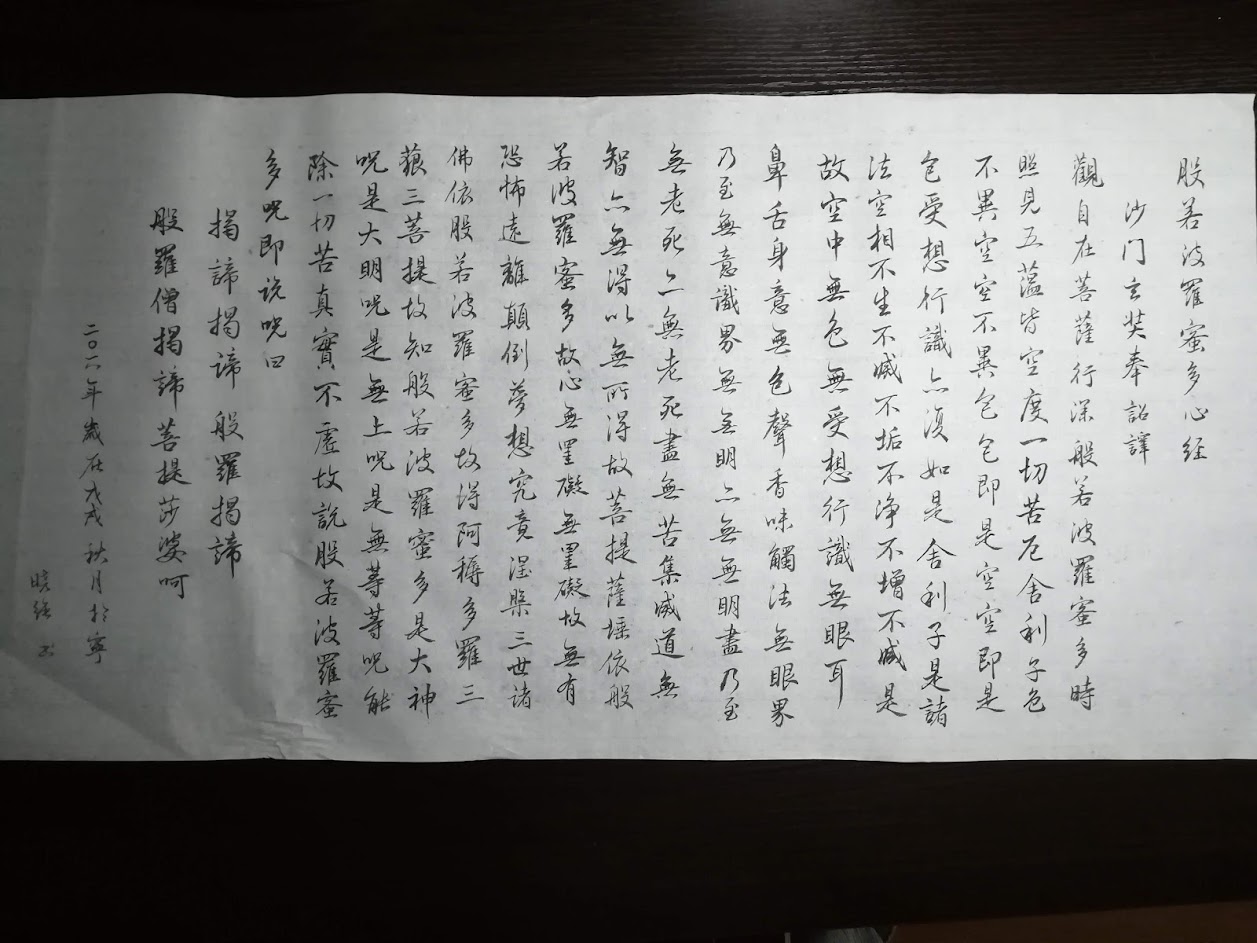 般若波羅蜜多心经
沙门玄奘奉詔譯
觀自在菩薩行深般若波羅蜜多時
照見五蕴皆空度一切苦厄舍利子色
不異空空不異色色即是空空即是
色受想行識亦復如是舍利子是諸
法空相不生不滅不垢不净不增不減是
故空中無色無受想行識無眼耳
鼻舌身意無色聲香味觸法無眼界
乃至無意識界無無明亦無無明盡乃至
無老死亦無老死盡無苦集滅道無
智亦無得以無所得故菩提薩埵依般
若波羅蜜多故心無罣礙無罣礙故無有
恐怖遠離顛倒夢想究竟涅槃三世諸
佛依般若波羅蜜多故得阿耨多羅三
藐三菩提故知般若波羅蜜多是大神
呪是大明呪是無上呪是無等等呪能
除一切苦真實不虛故説般若波羅蜜
多呪即说呪曰
揭諦揭諦般羅揭諦
般羅僧揭諦菩提莎婆呵
二〇一八年歲在戊戌秋月於寧
書